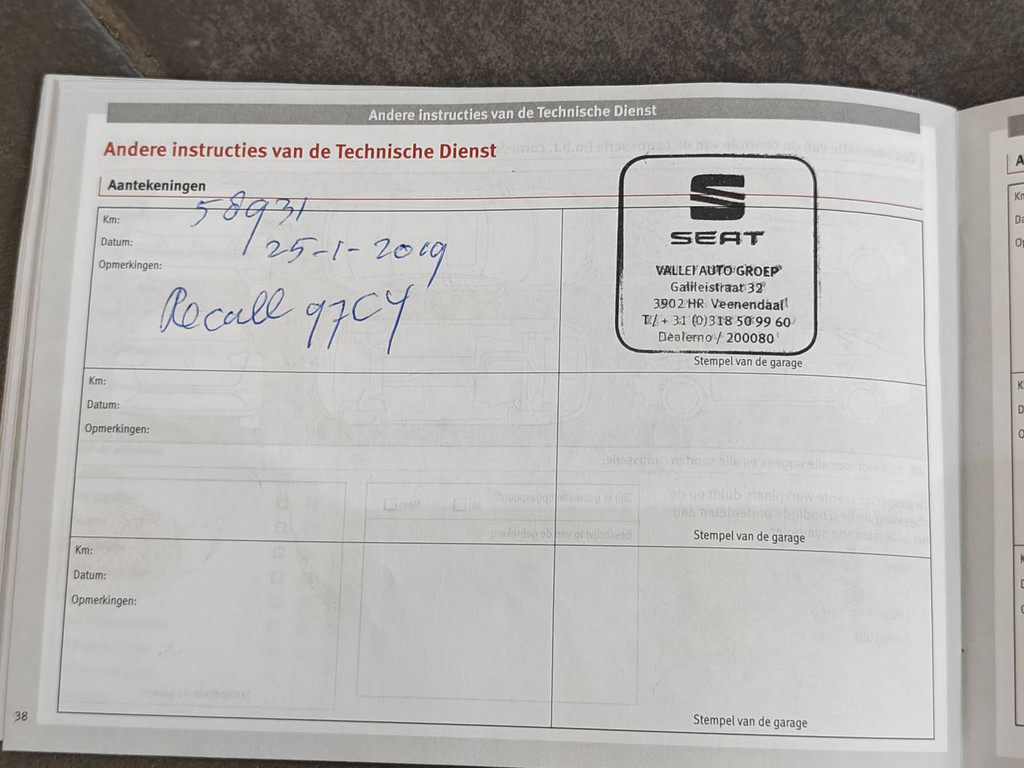 Andere instructies van de Technische Dienst
Andere instructies van de Technische Dienst
Aantekeningen
Km: 58931
Datum: 25-1-2019
Opmerkingen:
Recall 97CY
SEAT
VALLEI AUTO GROEP
Galileistraat 32
3902 HR Veenendaal
T/ + 31 (0)318 50 99 60
Dealerno / 200080
Stempel van de garage
Km:
Datum:
Opmerkingen:
Stempel van de garage
Km:
Datum:
Opmerkingen:
Stempel van de garage
38